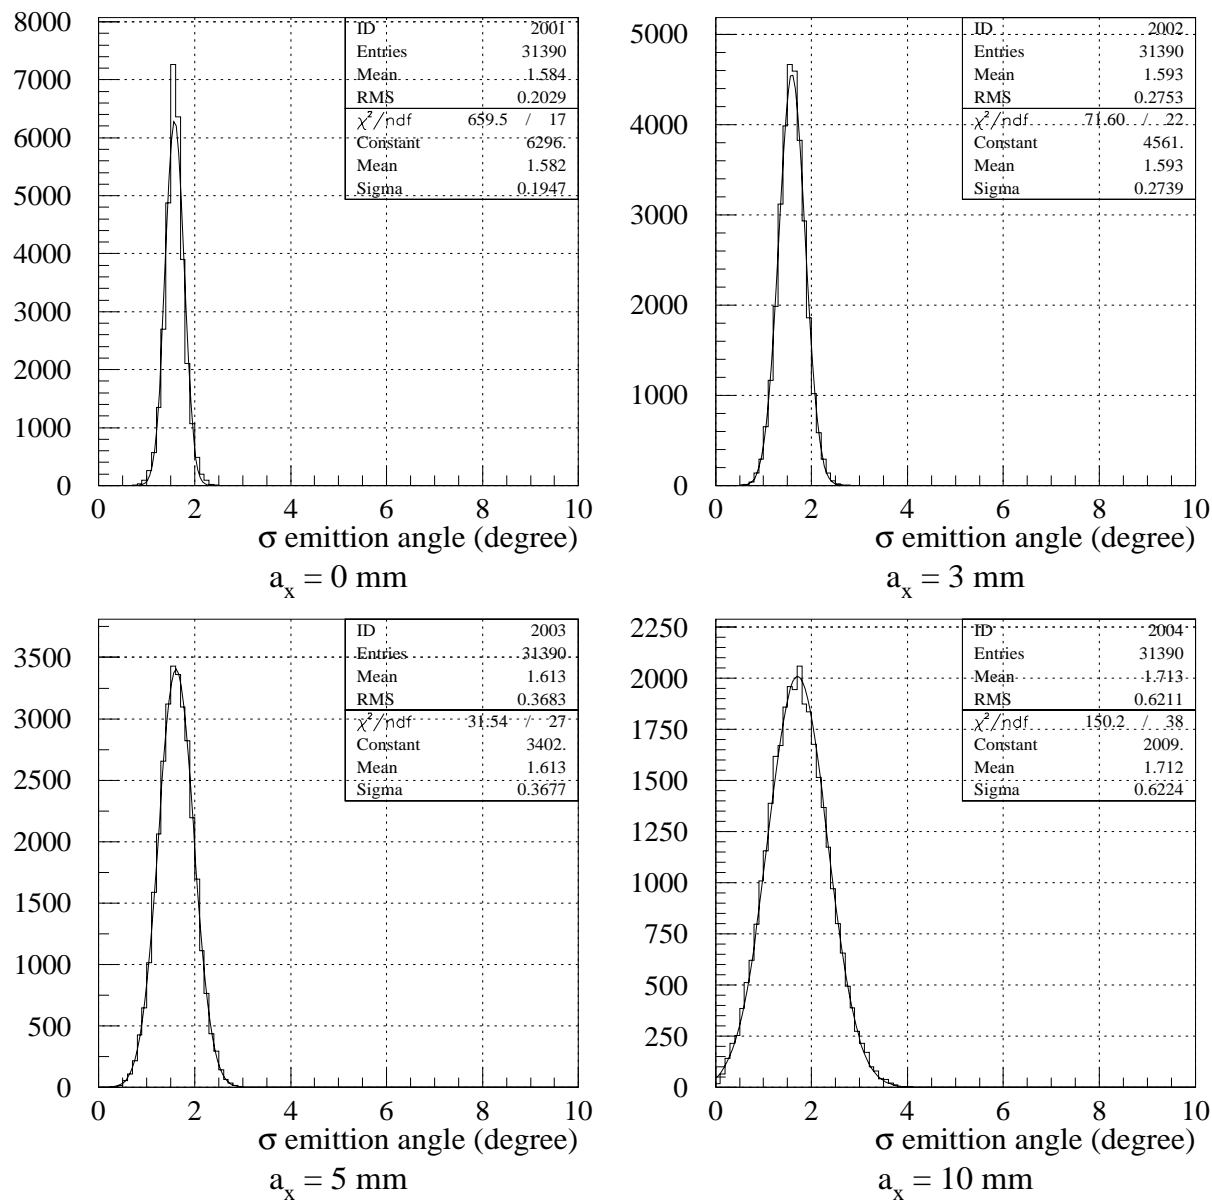 8000
7000
6000
5000
4000
3000
2000
1000
0
ID 2001
Entries 31390
Mean 1.584
RMS 0.2029
χ²/ndf 659.5 / 17
Constant 6296.
Mean 1.582
Sigma 0.1947
0 2 4 6 8 10
σ emittion angle (degree)
a_x = 0 mm
5000
4000
3000
2000
1000
0
ID 2002
Entries 31390
Mean 1.593
RMS 0.2753
χ²/ndf 71.60 / 22
Constant 4561.
Mean 1.593
Sigma 0.2739
0 2 4 6 8 10
σ emittion angle (degree)
a_x = 3 mm
3500
3000
2500
2000
1500
1000
500
0
ID 2003
Entries 31390
Mean 1.613
RMS 0.3683
χ²/ndf 31.54 / 27
Constant 3402.
Mean 1.613
Sigma 0.3677
0 2 4 6 8 10
σ emittion angle (degree)
a_x = 5 mm
2250
2000
1750
1500
1250
1000
750
500
250
0
ID 2004
Entries 31390
Mean 1.713
RMS 0.6211
χ²/ndf 150.2 / 38
Constant 2009.
Mean 1.712
Sigma 0.6224
0 2 4 6 8 10
σ emittion angle (degree)
a_x = 10 mm